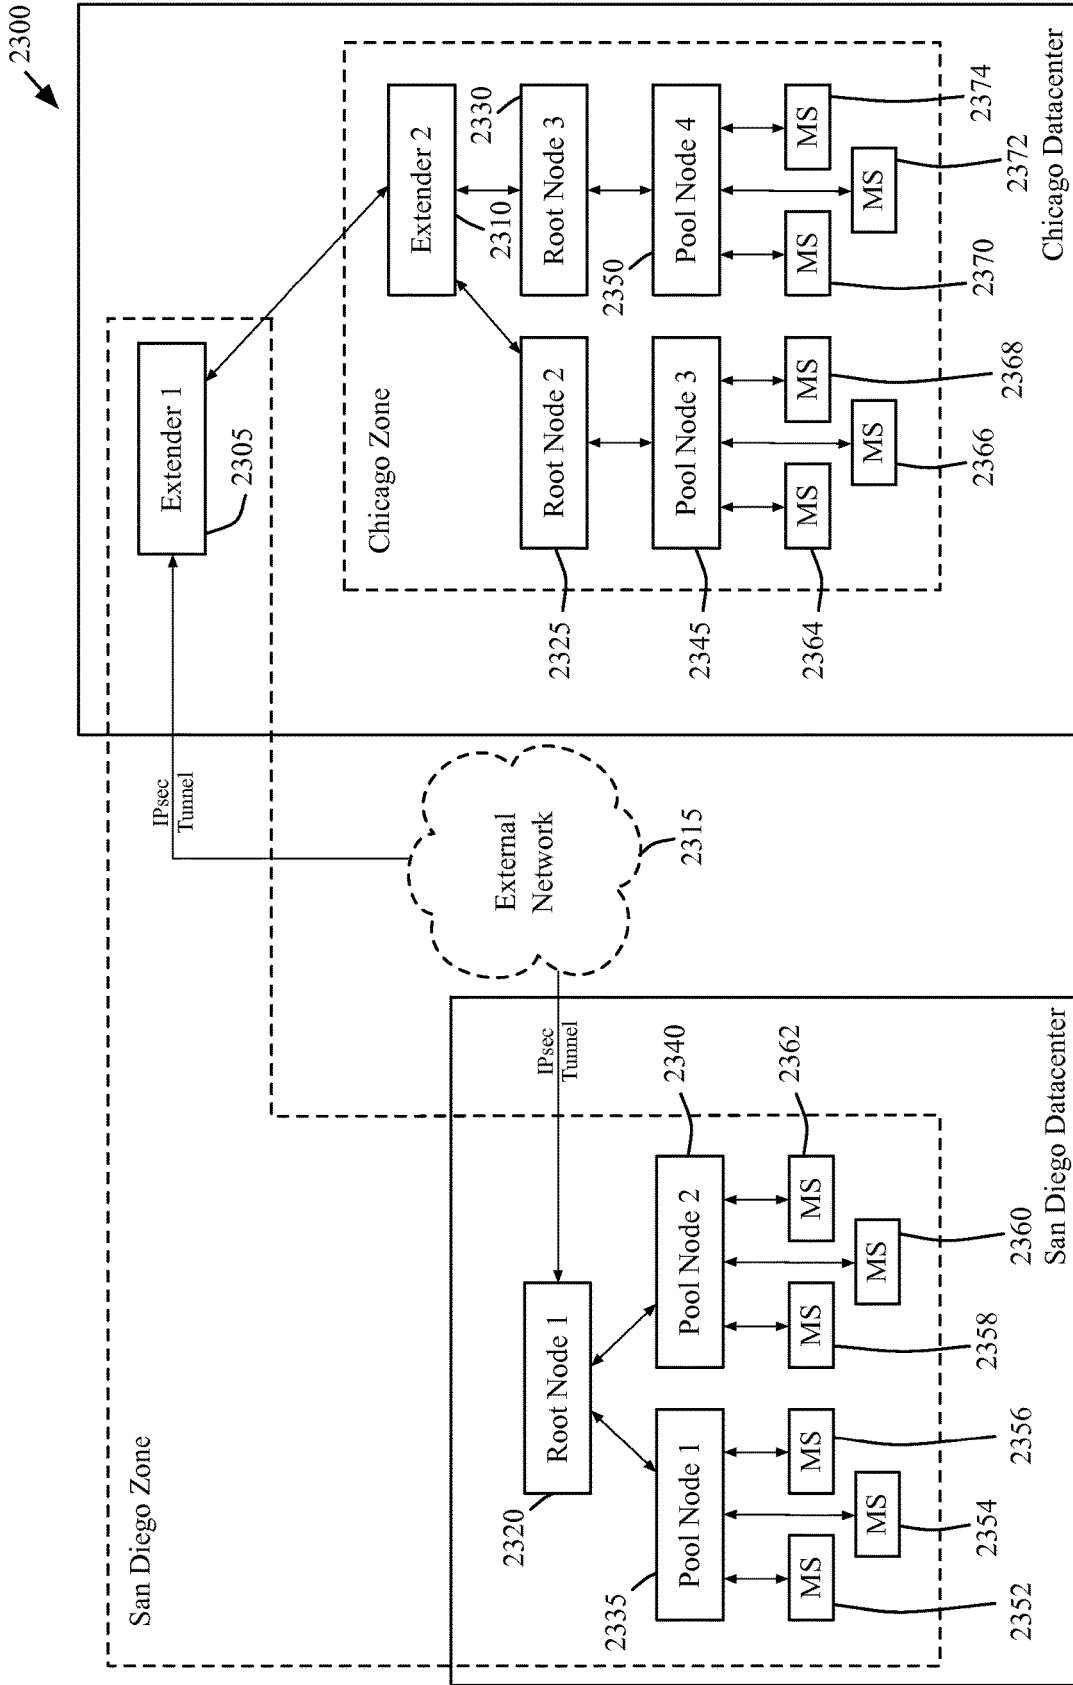 2300
San Diego Zone
Extender 1
2305
IPsec
Tunnel
Chicago Zone
Extender 2
2310
2330
External
Network
2315
IPsec
Tunnel
Root Node 1
2320
Root Node 2
2325
Root Node 3
Pool Node 1
2335
Pool Node 2
2340
Pool Node 3
2345
Pool Node 4
2350
MS
MS
MS
MS
MS
MS
MS
MS
MS
MS
MS
MS
2352
2354
2356
2358
2360
2362
2364
2366
2368
2370
2372
2374
San Diego Datacenter
Chicago Datacenter